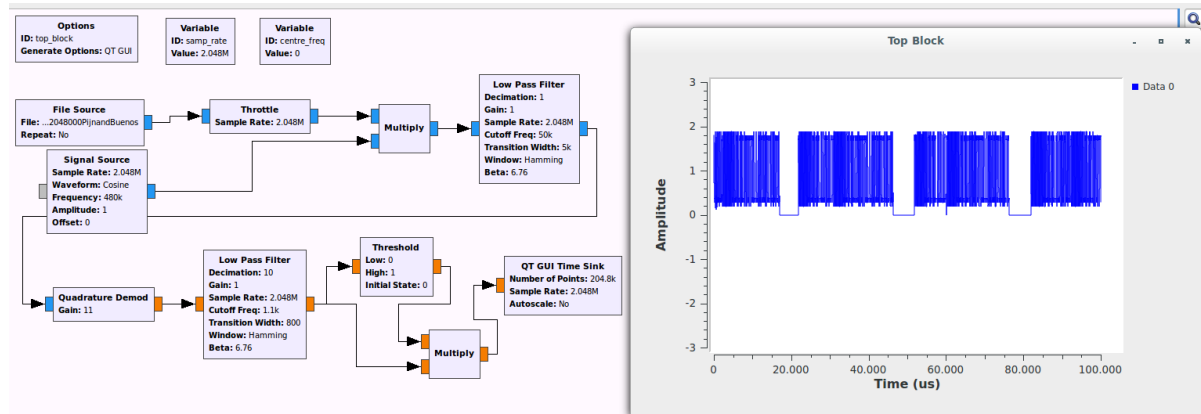 Options
ID: top_block
Generate Options: QT GUI
Variable
ID: samp_rate
Value: 2.048M
Variable
ID: centre_freq
Value: 0
File Source
File: ...2048000PijnandBuenos
Repeat: No
Throttle
Sample Rate: 2.048M
Multiply
Low Pass Filter
Decimation: 1
Gain: 1
Sample Rate: 2.048M
Cutoff Freq: 50k
Transition Width: 5k
Window: Hamming
Beta: 6.76
Signal Source
Sample Rate: 2.048M
Waveform: Cosine
Frequency: 480k
Amplitude: 1
Offset: 0
Quadrature Demod
Gain: 11
Low Pass Filter
Decimation: 10
Gain: 1
Sample Rate: 2.048M
Cutoff Freq: 1.1k
Transition Width: 800
Window: Hamming
Beta: 6.76
Threshold
Low: 0
High: 1
Initial State: 0
Multiply
QT GUI Time Sink
Number of Points: 204.8k
Sample Rate: 2.048M
Autoscale: No
Top Block
Data 0
Amplitude
3
2
1
0
-1
-2
-3
0
20.000
40.000
60.000
80.000
100.000
Time (us)